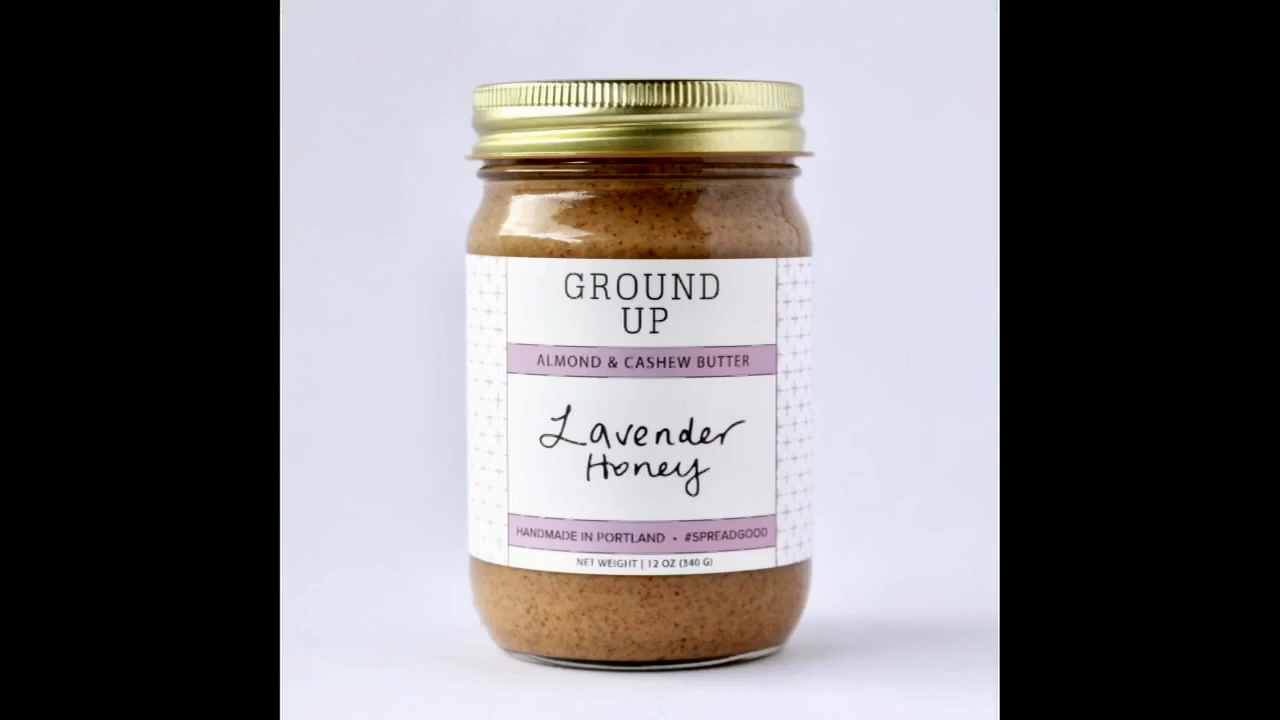 GROUND
UP
ALMOND & CASHEW BUTTER
Lavender
Honey
HANDMADE IN PORTLAND • #SPREADGOOD
NET WEIGHT | 12 OZ (340 G)